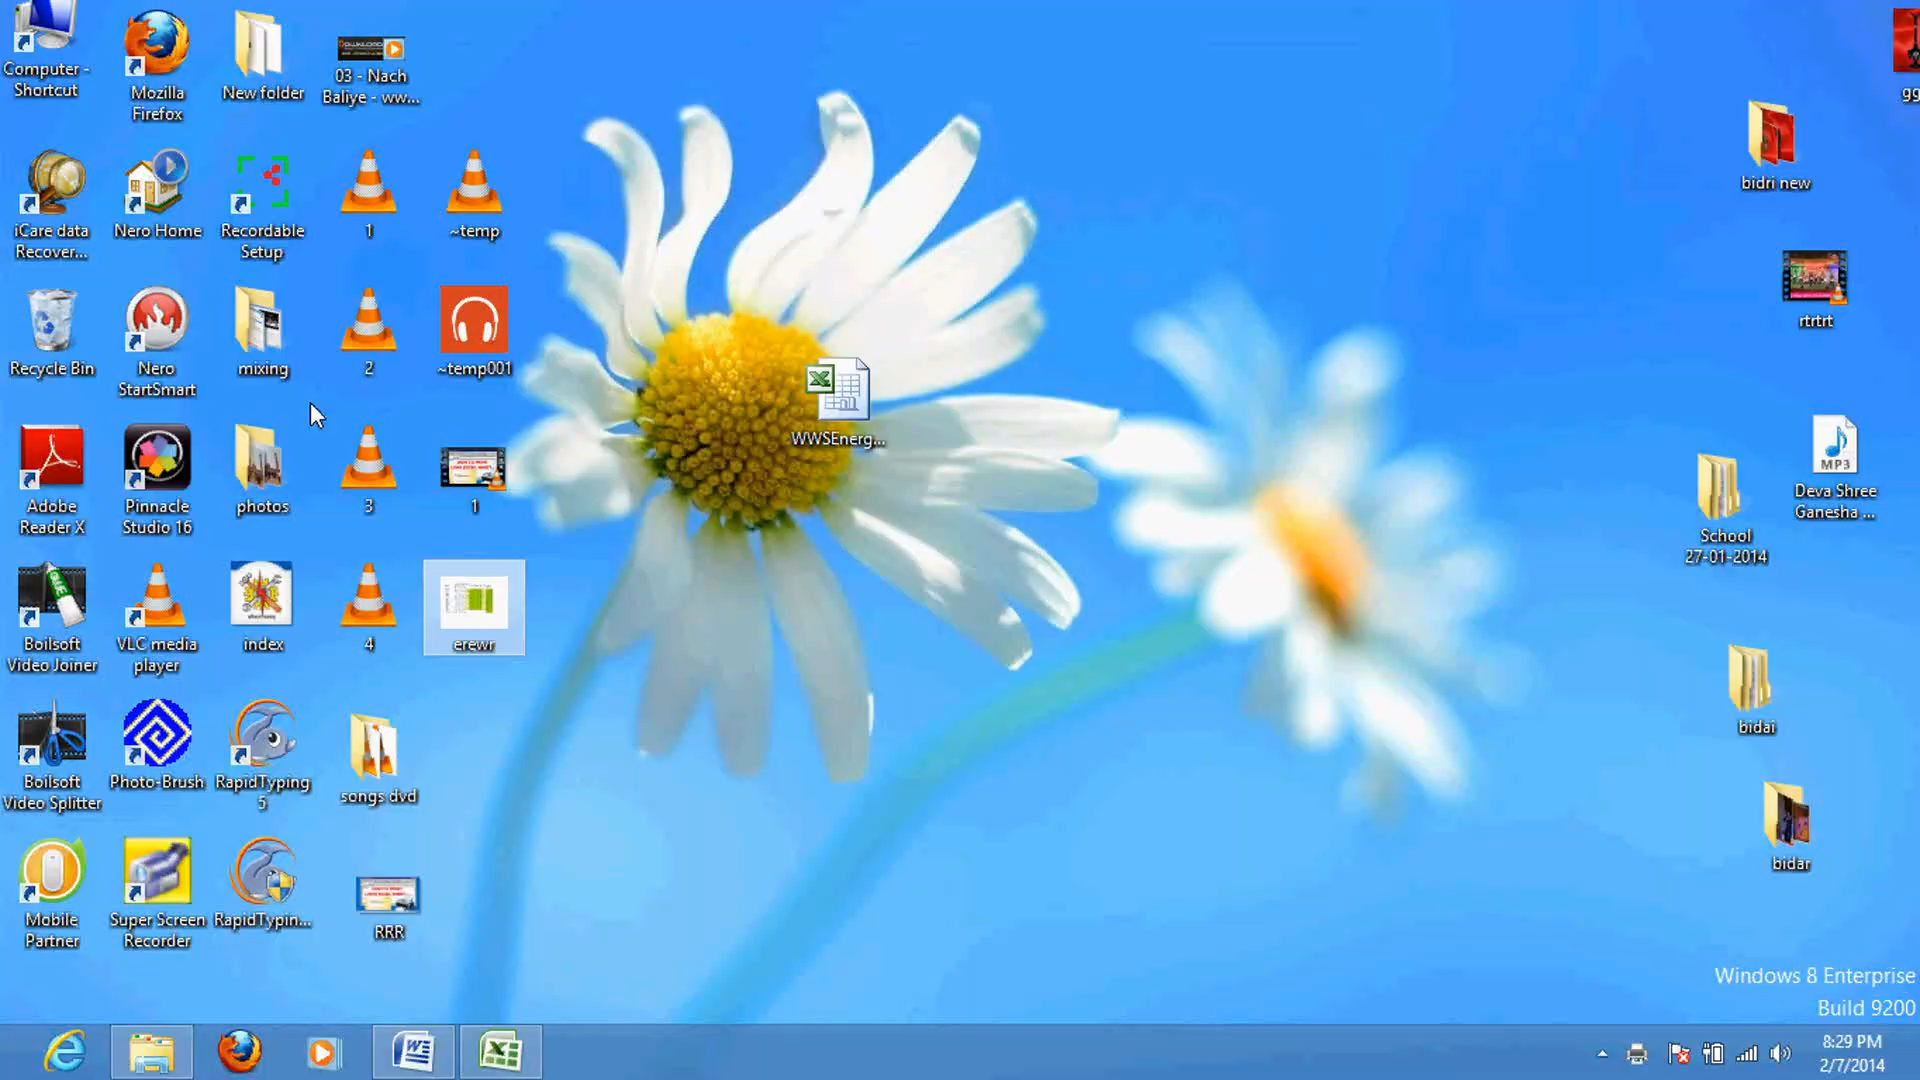 Computer -
Shortcut
Mozilla
Firefox
New folder
03 - Nach
Baliye - ww...
gg
iCare data
Recover...
Nero Home
Recordable
Setup
1
~temp
bidri new
Recycle Bin
Nero
StartSmart
mixing
2
~temp001
rtrtrt
WWSEnerg...
Adobe
Reader X
Pinnacle
Studio 16
photos
3
1
MP3
Deva Shree
Ganesha ...
School
27-01-2014
Boilsoft
Video Joiner
VLC media
player
index
4
erewr
bidai
Boilsoft
Video Splitter
Photo-Brush
RapidTyping
5
songs dvd
bidar
Mobile
Partner
Super Screen
Recorder
RapidTypin...
RRR
Windows 8 Enterprise
Build 9200
8:29 PM
2/7/2014